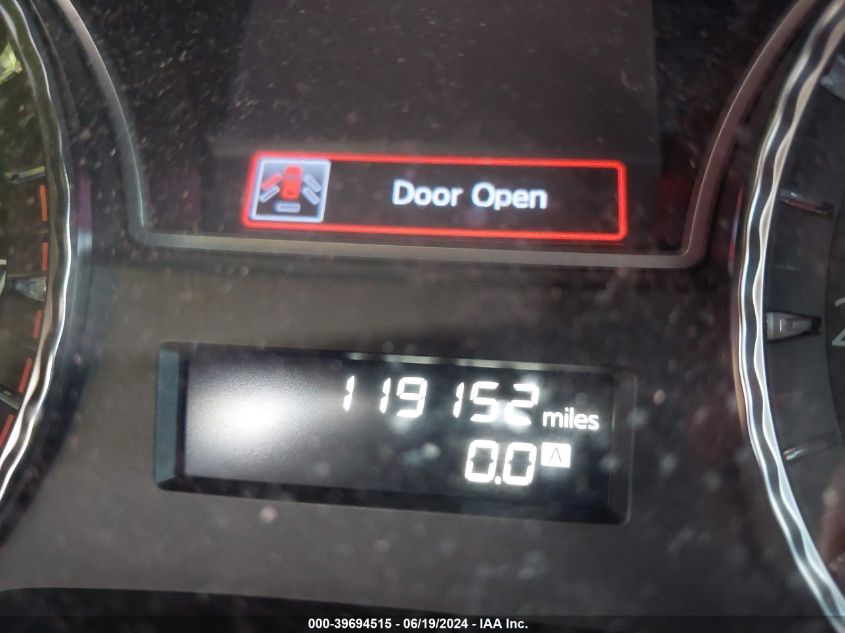 Door Open
119152 miles
0.0 A
000-39694515 - 06/19/2024 - IAA Inc.